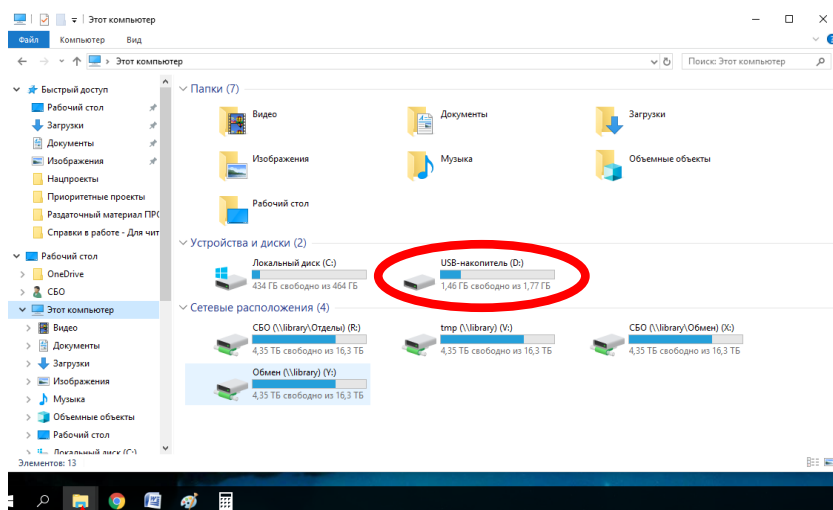 Этот компьютер
Файл Компьютер Вид
Этот компьютер
Поиск: Этот компьютер
Быстрый доступ
Рабочий стол
Загрузки
Документы
Изображения
Нацпроекты
Приоритетные проекты
Раздаточный материал ПРО
Справки в работе - Для чит
Рабочий стол
OneDrive
СБО
Этот компьютер
Видео
Документы
Загрузки
Изображения
Музыка
Объемные объекты
Рабочий стол
Локальный диск (C:)
Папки (7)
Видео
Документы
Загрузки
Изображения
Музыка
Объемные объекты
Рабочий стол
Устройства и диски (2)
Локальный диск (C:)
434 ГБ свободно из 464 ГБ
USB-накопитель (D:)
1,46 ГБ свободно из 1,77 ГБ
Сетевые расположения (4)
СБО (\\library\Отделы) (R:)
4,35 ТБ свободно из 16,3 ТБ
tmp (\\library) (V:)
4,35 ТБ свободно из 16,3 ТБ
СБО (\\library\Обмен) (X:)
4,35 ТБ свободно из 16,3 ТБ
Обмен (\\library) (Y:)
4,35 ТБ свободно из 16,3 ТБ
Элементов: 13